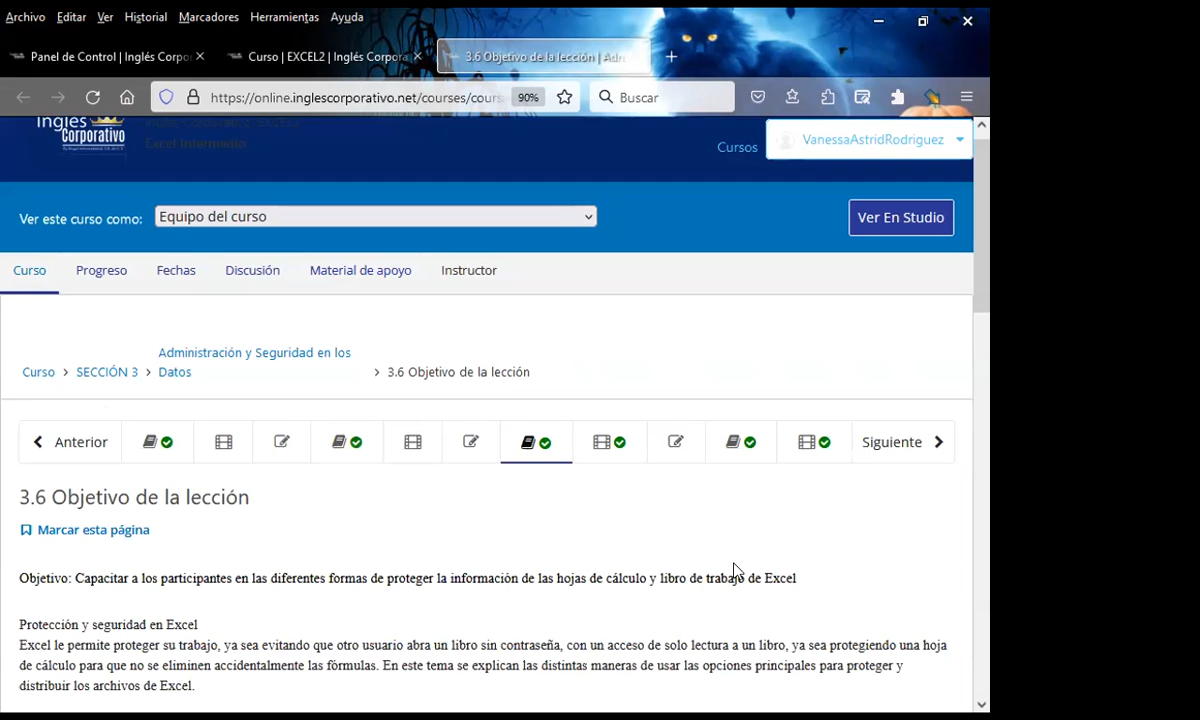 Archivo Editar Ver Historial Marcadores Herramientas Ayuda
Panel de Control | Inglés Corpor
Curso | EXCEL2 | Inglés Corpora
3.6 Objetivo de la lección | Adm
https://online.inglescorporativo.net/courses/cours
90%
Buscar
Inglés
Corporativo
Excel Intermedio
Cursos
VanessaAstridRodriguez
Ver este curso como:
Equipo del curso
Ver En Studio
Curso Progreso Fechas Discusión Material de apoyo Instructor
Administración y Seguridad en los
Curso > SECCIÓN 3 > Datos > 3.6 Objetivo de la lección
Anterior
Siguiente
3.6 Objetivo de la lección
Marcar esta página
Objetivo: Capacitar a los participantes en las diferentes formas de proteger la información de las hojas de cálculo y libro de trabajo de Excel
Protección y seguridad en Excel
Excel le permite proteger su trabajo, ya sea evitando que otro usuario abra un libro sin contraseña, con un acceso de solo lectura a un libro, ya sea protegiendo una hoja
de cálculo para que no se eliminen accidentalmente las fórmulas. En este tema se explican las distintas maneras de usar las opciones principales para proteger y
distribuir los archivos de Excel.